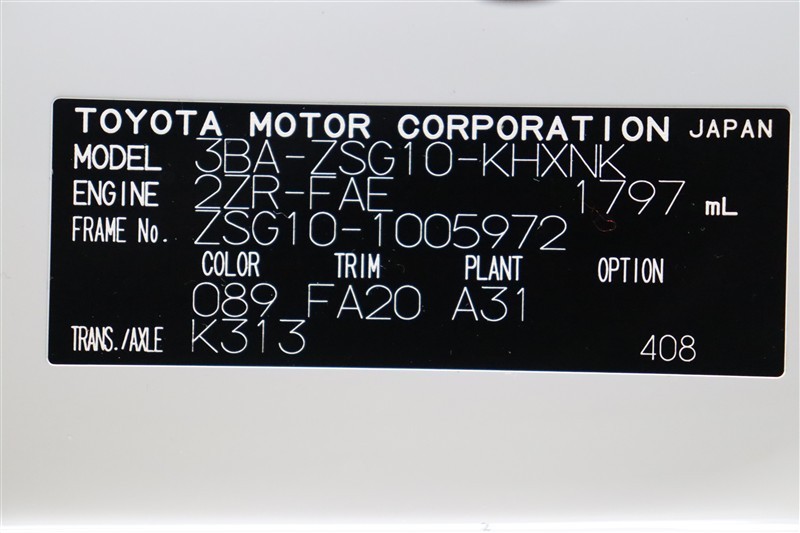 TOYOTA MOTOR CORPORATION JAPAN
MODEL 3BA-ZSG10-KHXNK
ENGINE 2ZR-FAE 1797 mL
FRAME No. ZSG10-1005972
COLOR TRIM PLANT OPTION
089 FA20 A31
TRANS./AXLE K313 408